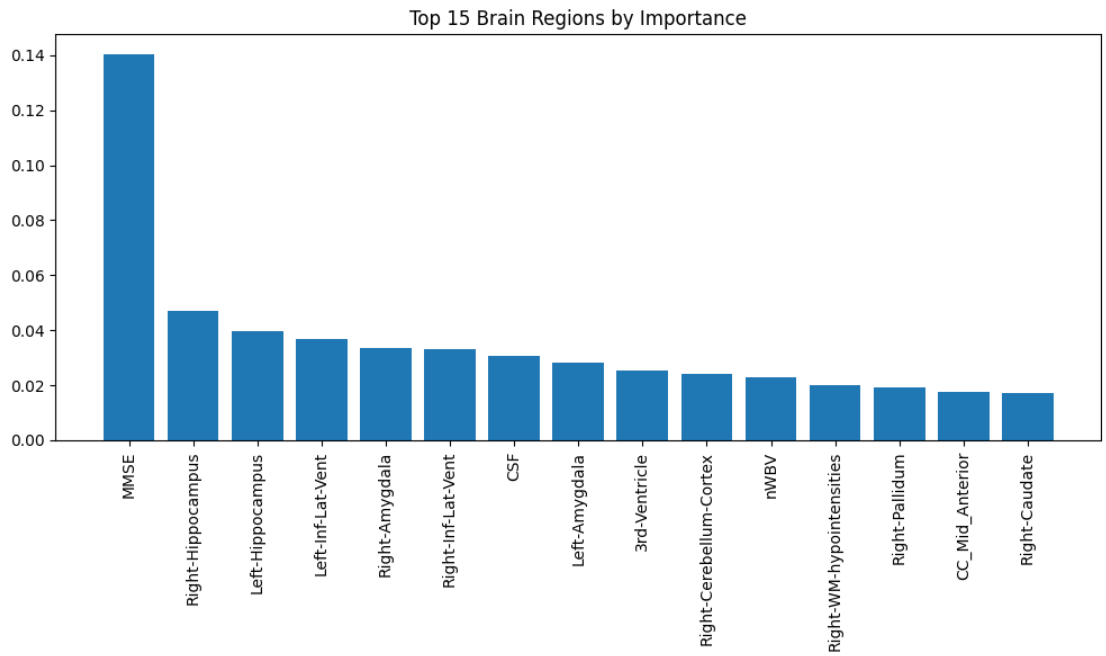 Top 15 Brain Regions by Importance
0.14
0.12
0.10
0.08
0.06
0.04
0.02
0.00
MMSE
Right-Hippocampus
Left-Hippocampus
Left-Inf-Lat-Vent
Right-Amygdala
Right-Inf-Lat-Vent
CSF
Left-Amygdala
3rd-Ventricle
Right-Cerebellum-Cortex
nWBV
Right-WM-hypointensities
Right-Pallidum
CC_Mid_Anterior
Right-Caudate